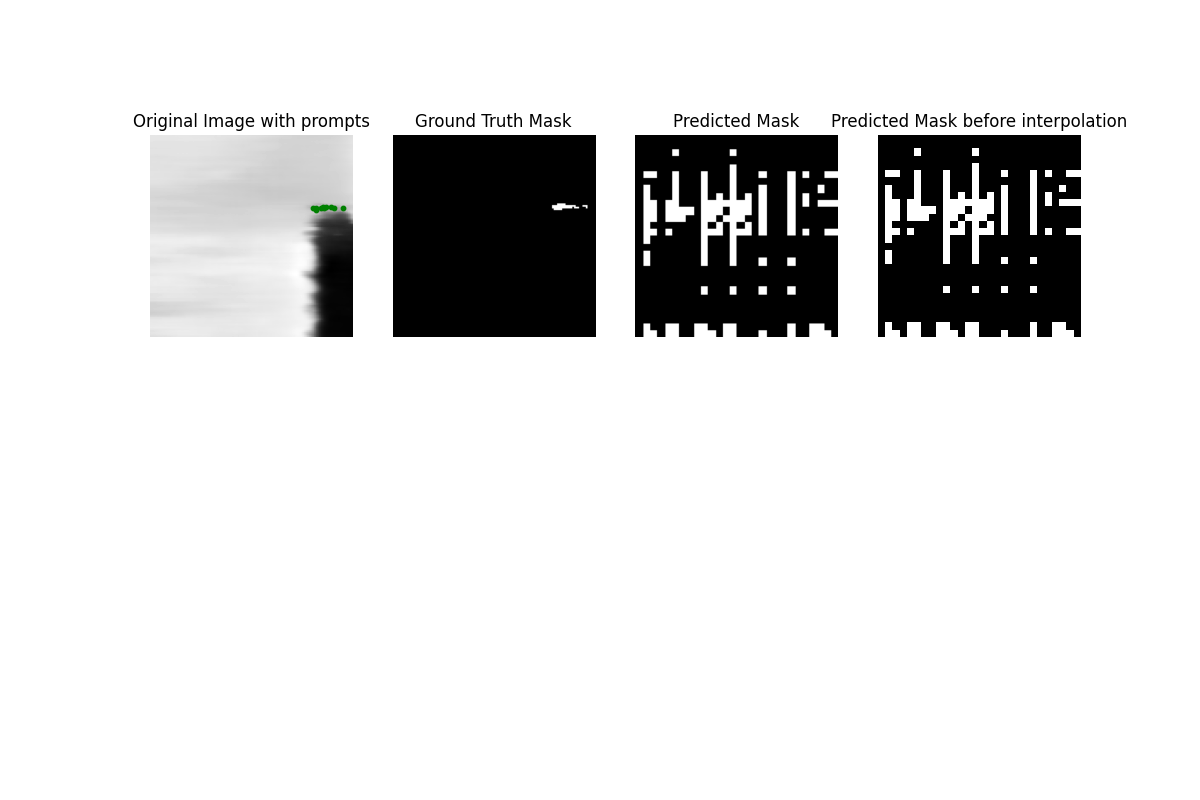 Original Image with prompts
Ground Truth Mask
Predicted Mask
Predicted Mask before interpolation